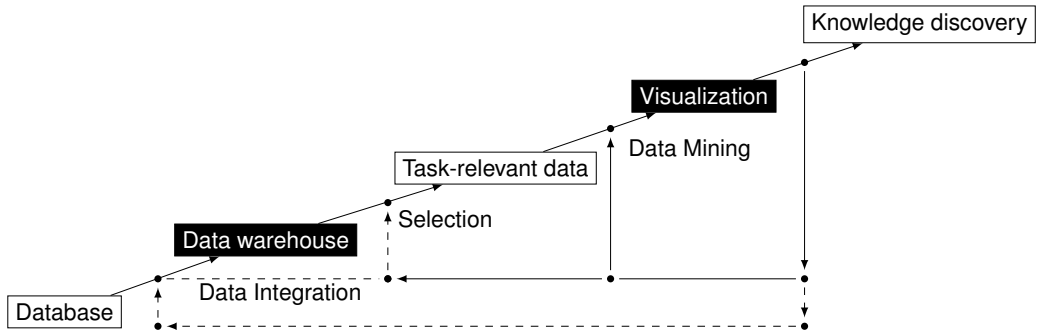 Knowledge discovery
Visualization
Data Mining
Task-relevant data
Selection
Data warehouse
Data Integration
Database